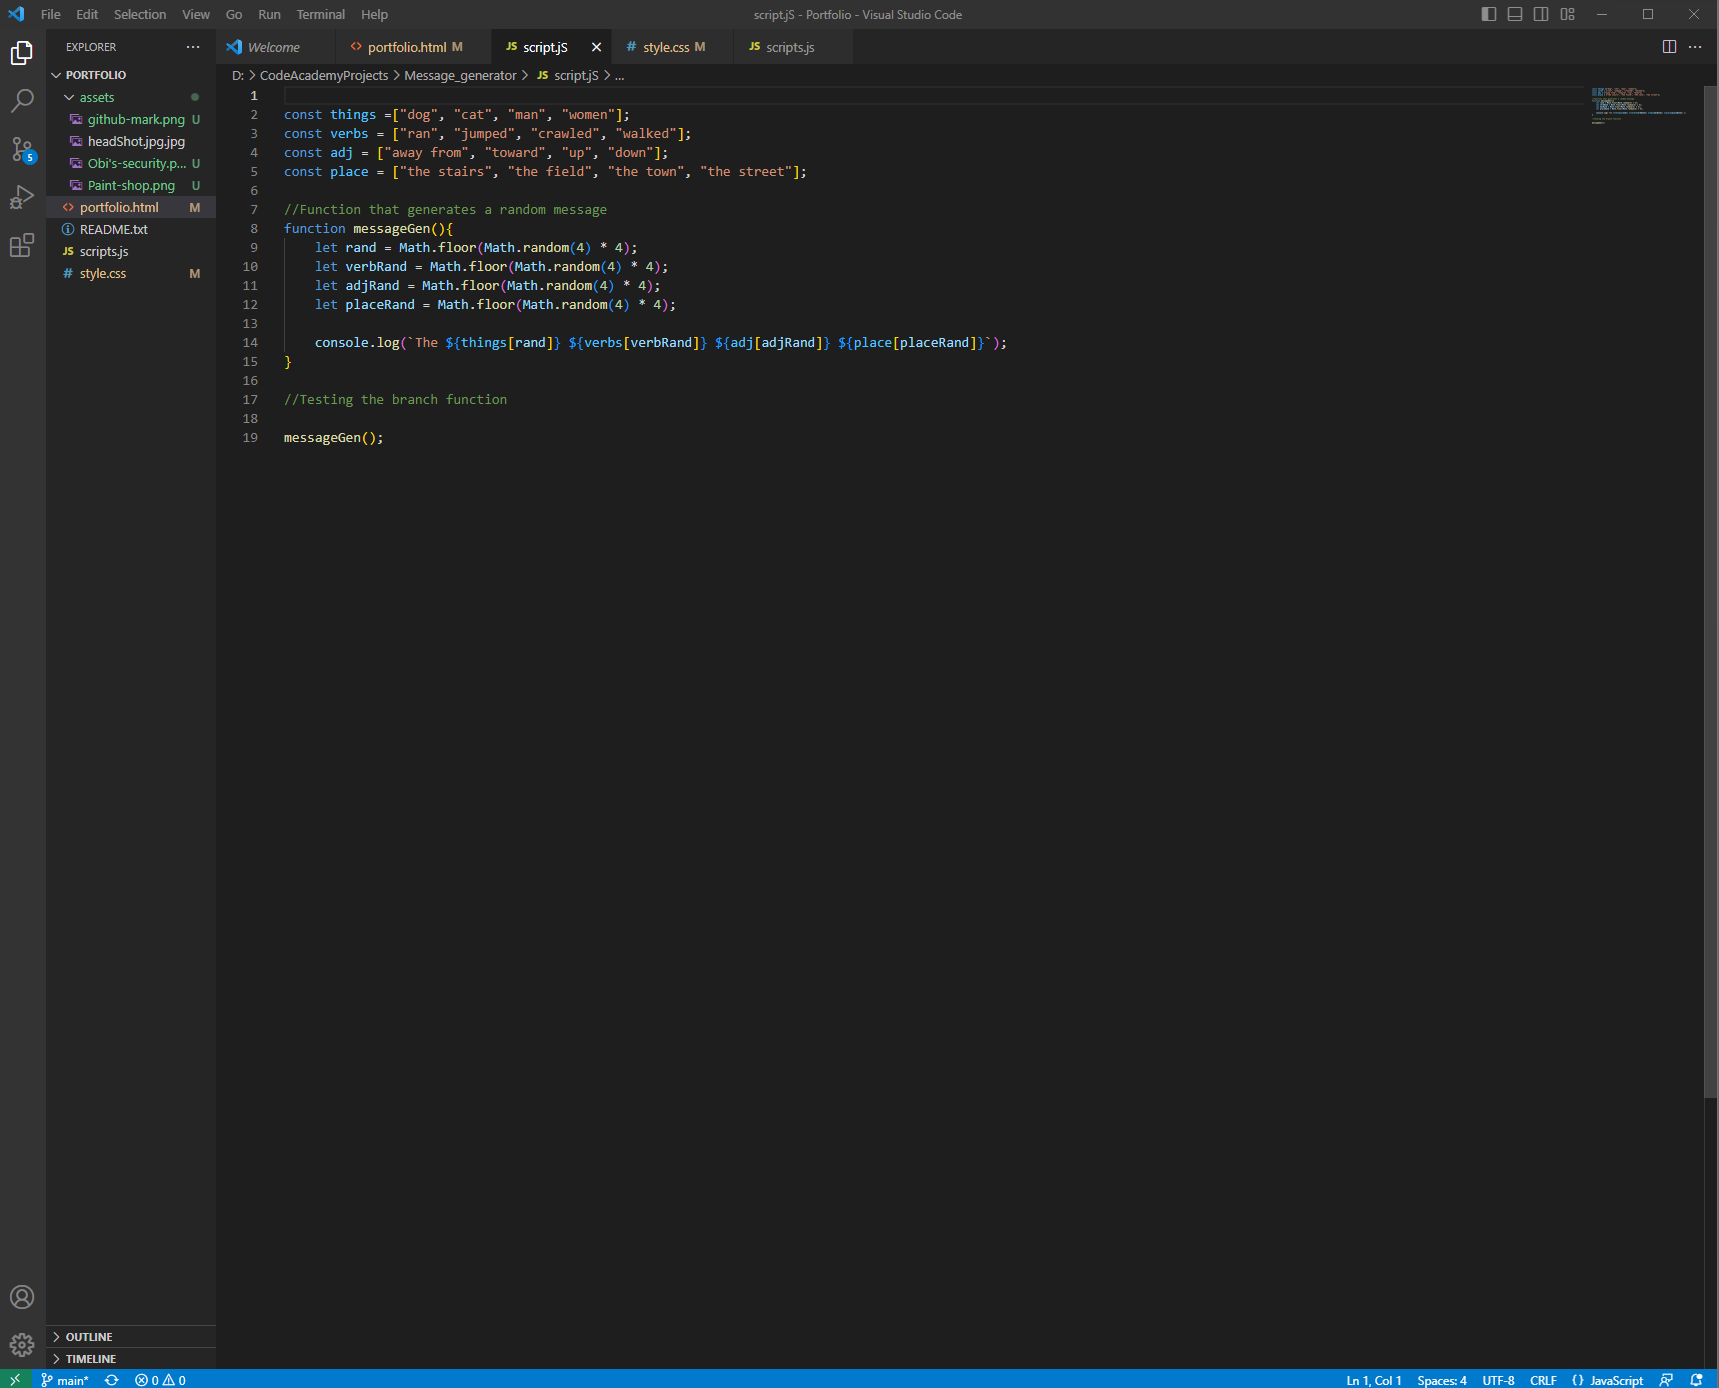 File Edit Selection View Go Run Terminal Help
script.jS - Portfolio - Visual Studio Code
EXPLORER
Welcome
portfolio.html M
JS script.jS
# style.css M
JS scripts.js
D: > CodeAcademyProjects > Message_generator > JS script.jS > ...
PORTFOLIO
assets
github-mark.png U
headShot.jpg.jpg
Obi's-security.p... U
Paint-shop.png U
portfolio.html M
README.txt
JS scripts.js
# style.css M
5
1
2 const things =["dog", "cat", "man", "women"];
3 const verbs = ["ran", "jumped", "crawled", "walked"];
4 const adj = ["away from", "toward", "up", "down"];
5 const place = ["the stairs", "the field", "the town", "the street"];
6
7 //Function that generates a random message
8 function messageGen(){
9 let rand = Math.floor(Math.random(4) * 4);
10 let verbRand = Math.floor(Math.random(4) * 4);
11 let adjRand = Math.floor(Math.random(4) * 4);
12 let placeRand = Math.floor(Math.random(4) * 4);
13
14 console.log(`The ${things[rand]} ${verbs[verbRand]} ${adj[adjRand]} ${place[placeRand]}`);
15 }
16
17 //Testing the branch function
18
19 messageGen();
OUTLINE
TIMELINE
main* 0 0
Ln 1, Col 1 Spaces: 4 UTF-8 CRLF {} JavaScript